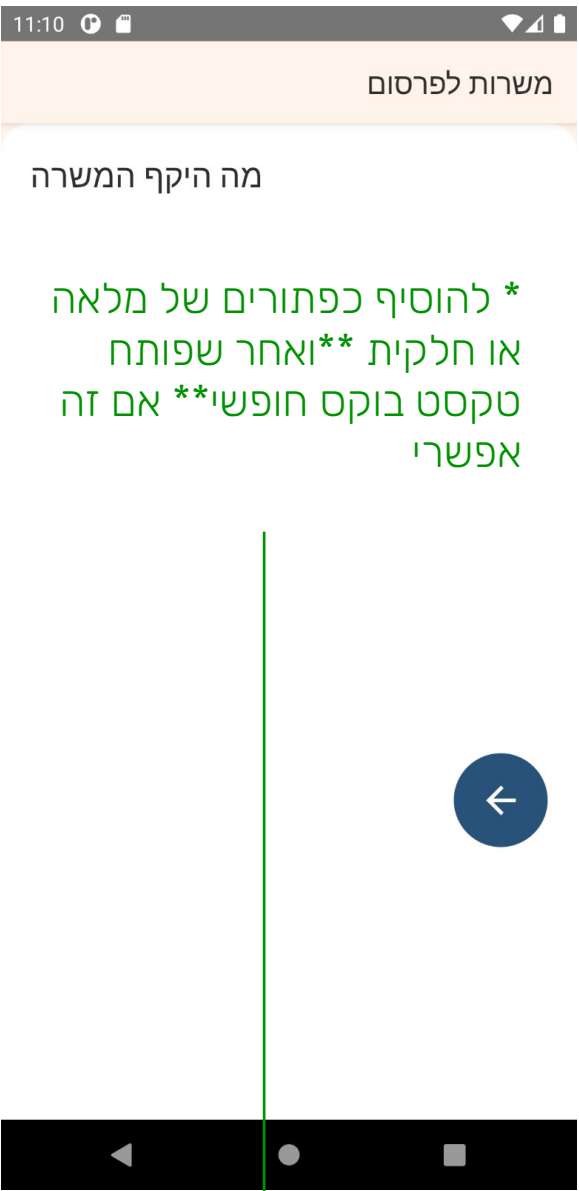 11:10
משרות לפרסום
מה היקף המשרה
* להוסיף כפתורים של מלאה
או חלקית **ואחר שפותח
טקסט בוקס חופשי** אם זה
אפשרי